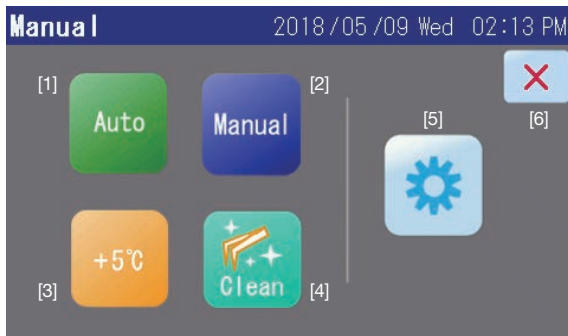 Manual 2018/05/09 Wed 02:13 PM
[1] Auto Manual [2]
[5] [6]
[3] +5℃ Clean [4]